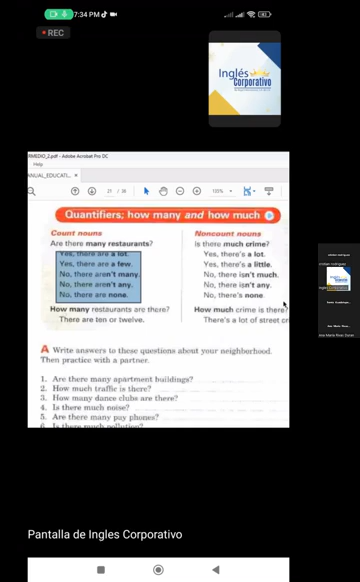 7:34 PM
REC
Inglés
Corporativo
RMEDIO_2.pdf - Adobe Acrobat Pro DC
Help
ANUAL_EDUCATI...
21 / 36
135%
Quantifiers; how many and how much
Count nouns
Are there many restaurants?
Yes, there are a lot.
Yes, there are a few.
No, there aren't many.
No, there aren't any.
No, there are none.
How many restaurants are there?
There are ten or twelve.
Noncount nouns
Is there much crime?
Yes, there's a lot.
Yes, there's a little.
No, there isn't much.
No, there isn't any.
No, there's none.
How much crime is there?
There's a lot of street cr
A Write answers to these questions about your neighborhood.
Then practice with a partner.
1. Are there many apartment buildings?
2. How much traffic is there?
3. How many dance clubs are there?
4. Is there much noise?
5. Are there many pay phones?
6. Is there much pollution?
Pantalla de Ingles Corporativo